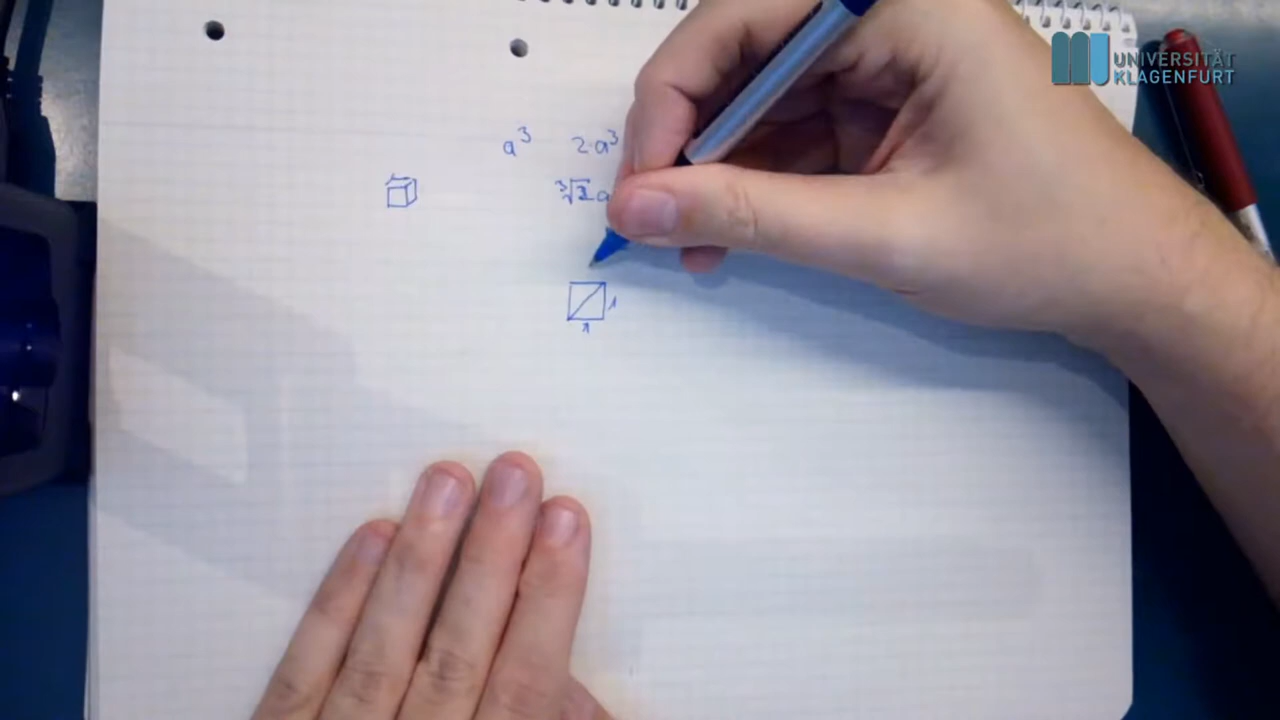 UNIVERSITÄT
KLAGENFURT
a³ 2·a³
∛2 a
1
1